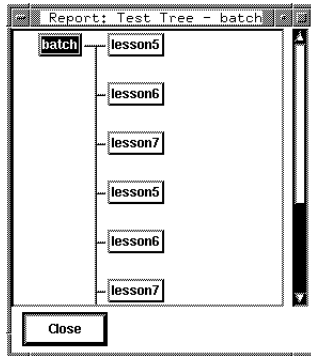 Report: Test Tree - batch
batch
lesson5
lesson6
lesson7
lesson5
lesson6
lesson7
Close